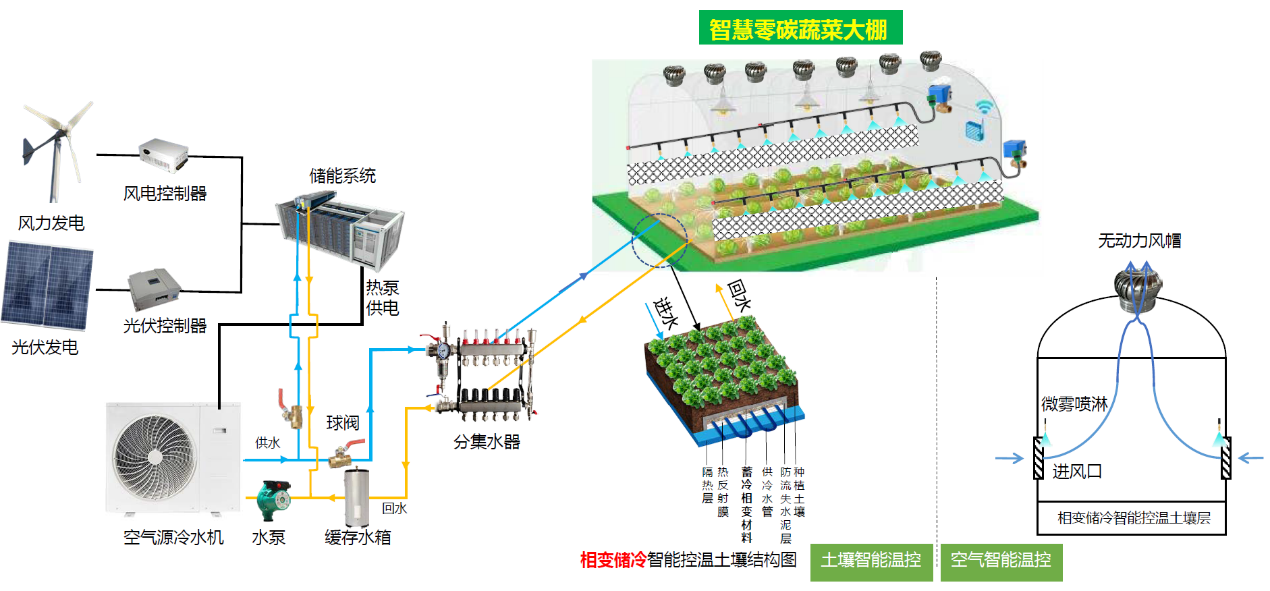 智慧零碳蔬菜大棚
风力发电
风电控制器
储能系统
光伏发电
光伏控制器
热泵
供电
供水
球阀
分集水器
回水
空气源冷水机
水泵
缓存水箱
进水
回水
隔热层
热反射膜
蓄冷相变材料
供冷水管
防流失水泥层
种植土壤
相变储冷智能控温土壤结构图
土壤智能温控
无动力风帽
微雾喷淋
进风口
相变储冷智能控温土壤层
空气智能温控